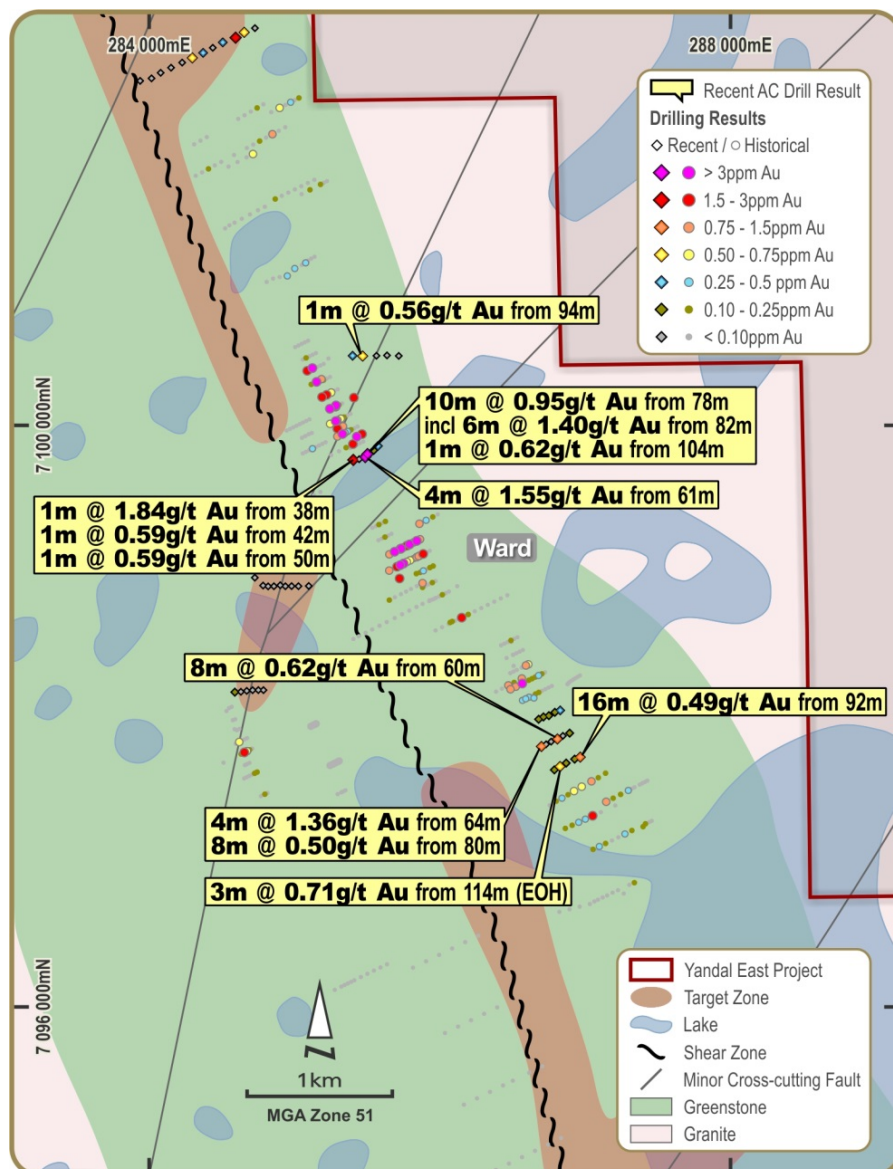 284 000mE
288 000mE
Recent AC Drill Result
Drilling Results
Recent / Historical
> 3ppm Au
1.5 - 3ppm Au
0.75 - 1.5ppm Au
0.50 - 0.75ppm Au
0.25 - 0.5 ppm Au
0.10 - 0.25ppm Au
< 0.10ppm Au
1m @ 0.56g/t Au from 94m
7 100 000mN
10m @ 0.95g/t Au from 78m
incl 6m @ 1.40g/t Au from 82m
1m @ 0.62g/t Au from 104m
4m @ 1.55g/t Au from 61m
1m @ 1.84g/t Au from 38m
1m @ 0.59g/t Au from 42m
1m @ 0.59g/t Au from 50m
Ward
8m @ 0.62g/t Au from 60m
16m @ 0.49g/t Au from 92m
4m @ 1.36g/t Au from 64m
8m @ 0.50g/t Au from 80m
3m @ 0.71g/t Au from 114m (EOH)
7 096 000mN
N
1km
MGA Zone 51
Yandal East Project
Target Zone
Lake
Shear Zone
Minor Cross-cutting Fault
Greenstone
Granite